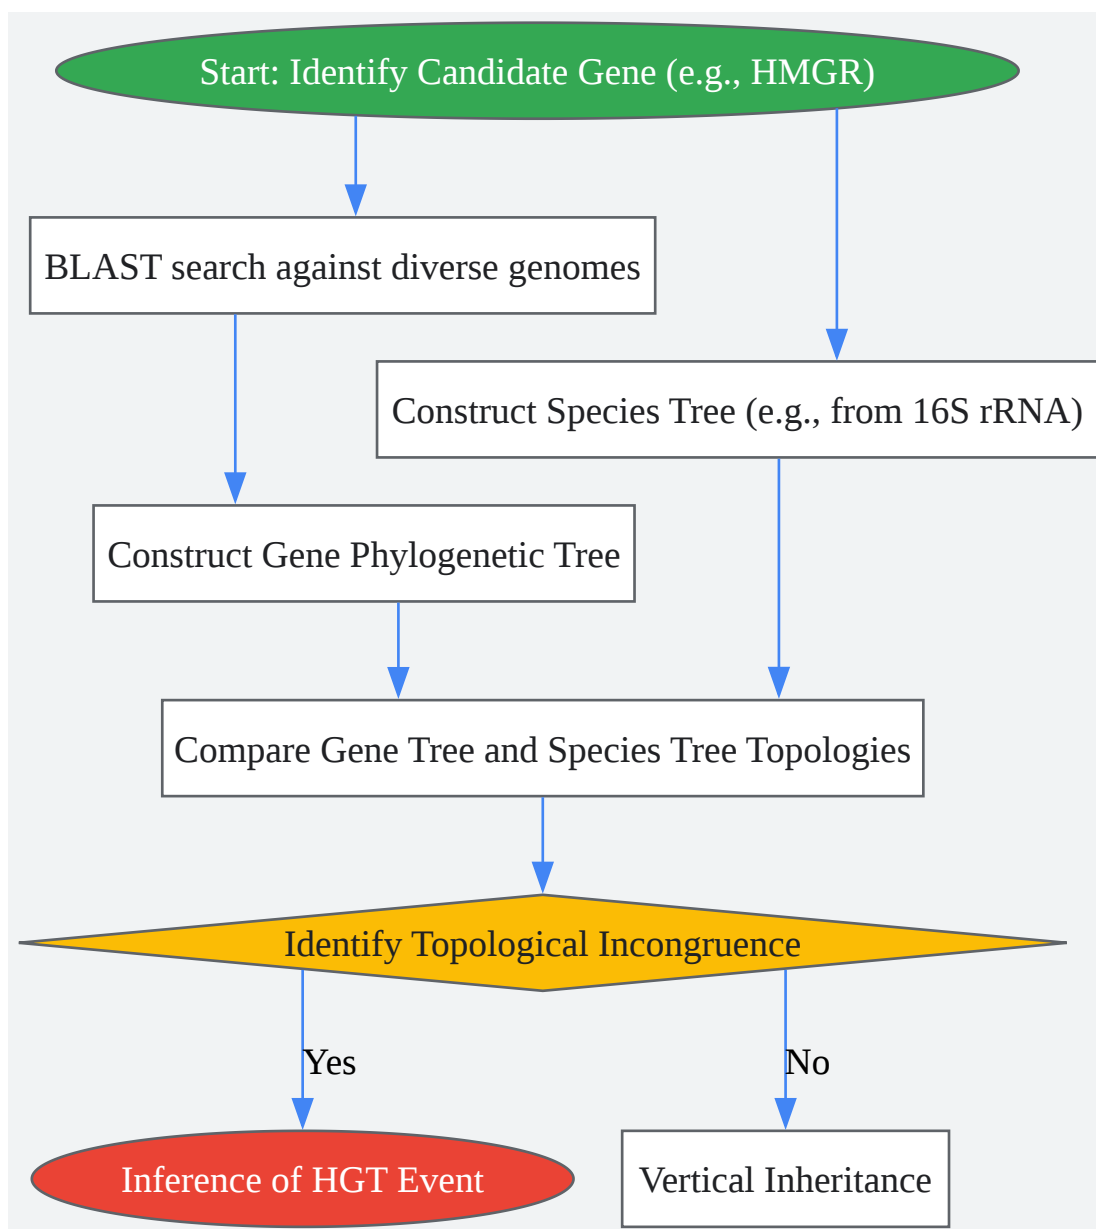 Start: Identify Candidate Gene (e.g., HMGR)
BLAST search against diverse genomes
Construct Species Tree (e.g., from 16S rRNA)
Construct Gene Phylogenetic Tree
Compare Gene Tree and Species Tree Topologies
Identify Topological Incongruence
Yes
No
Inference of HGT Event
Vertical Inheritance